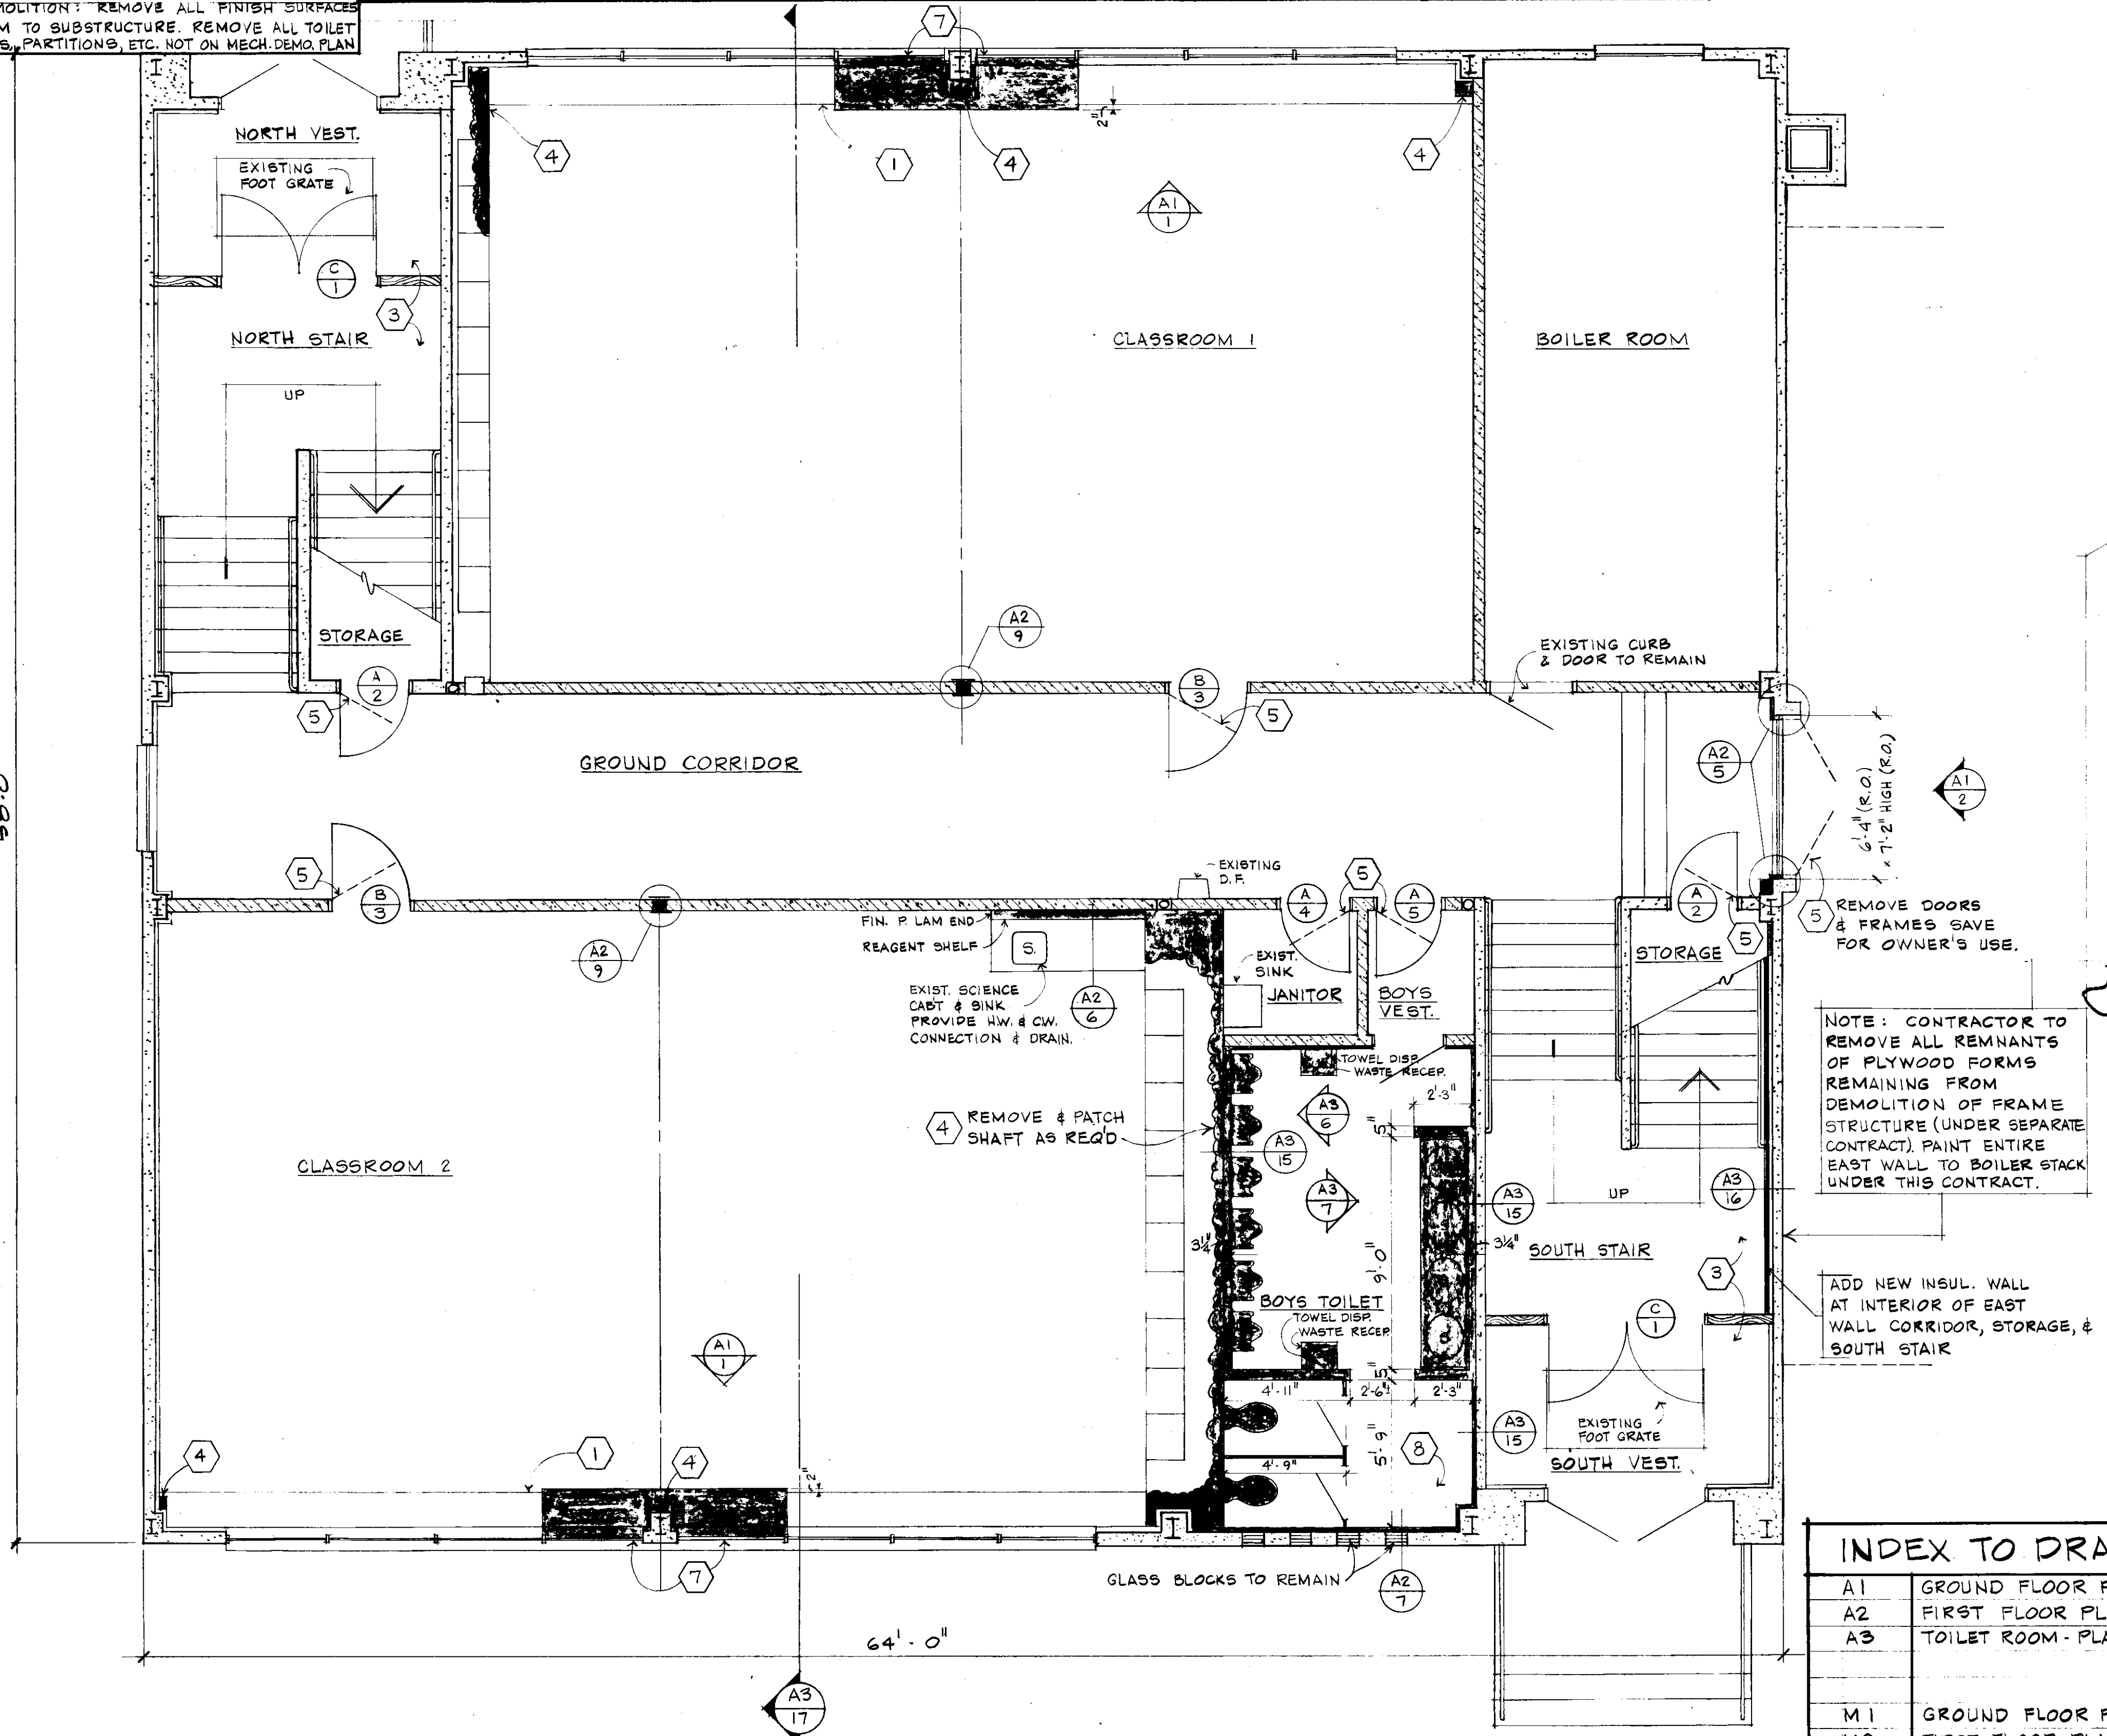 MOLITION: REMOVE ALL FINISH SURFACES
M TO SUBSTRUCTURE. REMOVE ALL TOILET
S, PARTITIONS, ETC. NOT ON MECH. DEMO. PLAN
7
NORTH VEST.
EXISTING
FOOT GRATE
4
1
4
4
2"
A1
1
C
1
3
NORTH STAIR
CLASSROOM 1
BOILER ROOM
UP
STORAGE
A
2
5
A2
9
B
3
5
EXISTING CURB
& DOOR TO REMAIN
GROUND CORRIDOR
A2
5
6'-4" (R.O.)
x 7'-2" HIGH (R.O.)
A1
2
5
B
3
EXISTING
D.F.
A
4
5
A
5
A
2
5
5
REMOVE DOORS
& FRAMES SAVE
FOR OWNER'S USE.
A2
9
FIN. P. LAM END
REAGENT SHELF
S.
EXIST. SCIENCE
CAB'T & SINK
PROVIDE H.W. & C.W.
CONNECTION & DRAIN.
A2
6
EXIST.
SINK
JANITOR
BOYS
VEST.
STORAGE
NOTE: CONTRACTOR TO
REMOVE ALL REMNANTS
OF PLYWOOD FORMS
REMAINING FROM
DEMOLITION OF FRAME
STRUCTURE (UNDER SEPARATE
CONTRACT). PAINT ENTIRE
EAST WALL TO BOILER STACK
UNDER THIS CONTRACT.
TOWEL DISP.
WASTE RECEP.
2'-3"
5"
4
REMOVE & PATCH
SHAFT AS REQ'D
A3
6
A3
15
A3
7
CLASSROOM 2
UP
A3
16
A3
15
3¼"
9'-0"
3¼"
SOUTH STAIR
3
BOYS TOILET
TOWEL DISP.
WASTE RECEP.
C
1
ADD NEW INSUL. WALL
AT INTERIOR OF EAST
WALL CORRIDOR, STORAGE, &
SOUTH STAIR
A1
1
5"
4'-11"
2'-6"
2'-3"
5'-9"
8
A3
15
EXISTING
FOOT GRATE
SOUTH VEST.
4
1
4
2"
4'-9"
7
GLASS BLOCKS TO REMAIN
A2
7
64'-0"
A3
17
INDEX TO DRA
A1 GROUND FLOOR P
A2 FIRST FLOOR PL
A3 TOILET ROOM - PLA
M1 GROUND FLOOR P